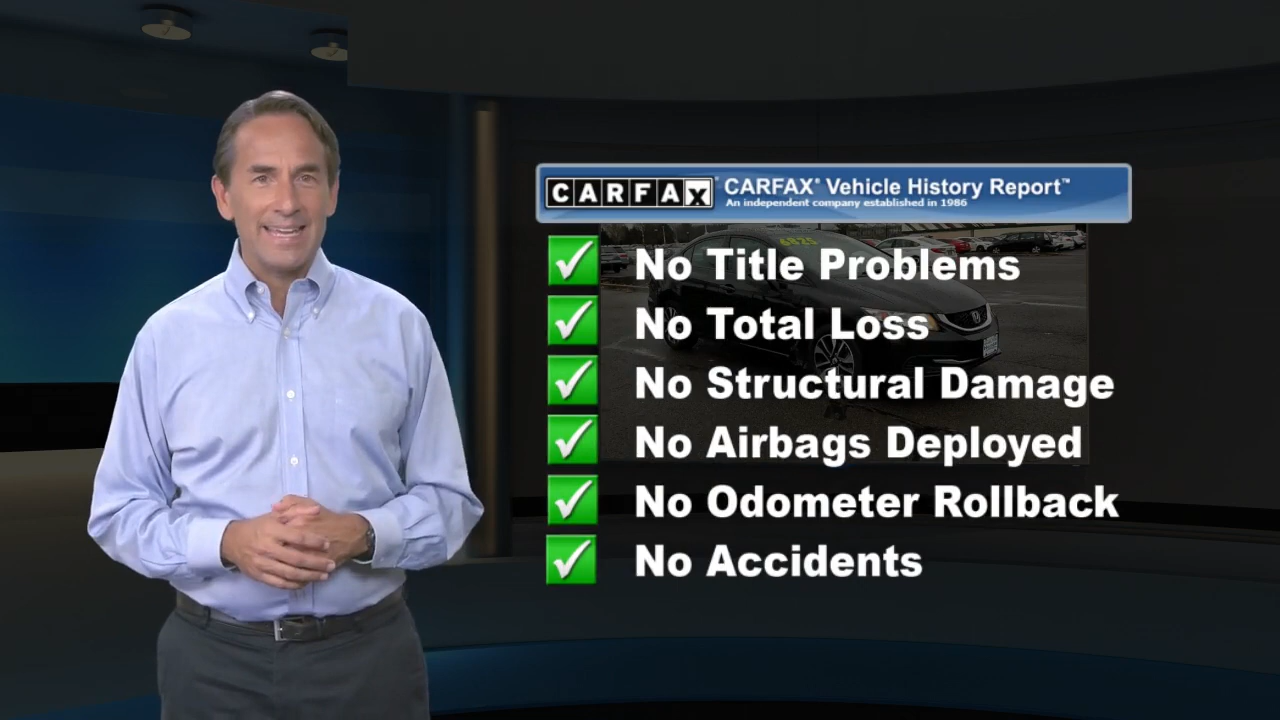 CARFAX® CARFAX® Vehicle History Report™
An independent company established in 1986
No Title Problems
No Total Loss
No Structural Damage
No Airbags Deployed
No Odometer Rollback
No Accidents